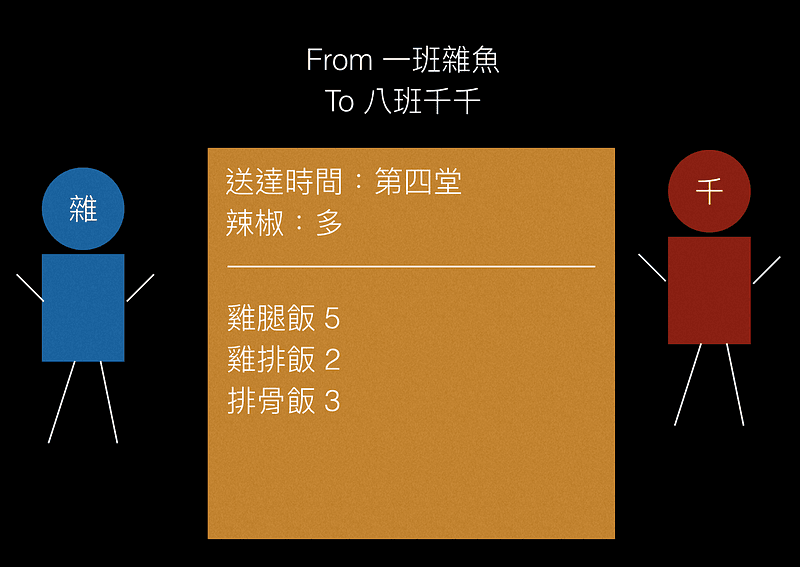 From 一班雜魚
To 八班千千
雜
千
送達時間：第四堂
辣椒：多
雞腿飯 5
雞排飯 2
排骨飯 3